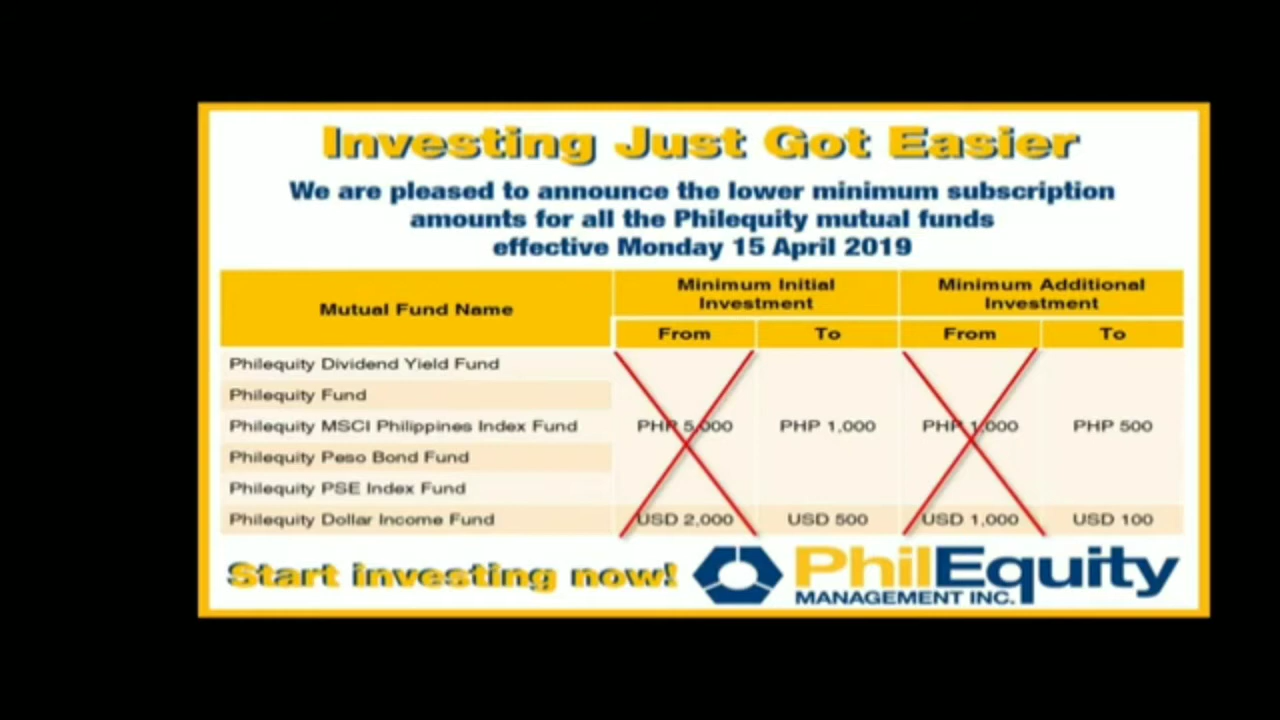 Investing Just Got Easier
We are pleased to announce the lower minimum subscription
amounts for all the Philequity mutual funds
effective Monday 15 April 2019
Mutual Fund Name
Minimum Initial
Investment
Minimum Additional
Investment
From To From To
Philequity Dividend Yield Fund
Philequity Fund
Philequity MSCI Philippines Index Fund PHP 5,000 PHP 1,000 PHP 1,000 PHP 500
Philequity Peso Bond Fund
Philequity PSE Index Fund
Philequity Dollar Income Fund USD 2,000 USD 500 USD 1,000 USD 100
Start investing now!
PhilEquity
MANAGEMENT INC.